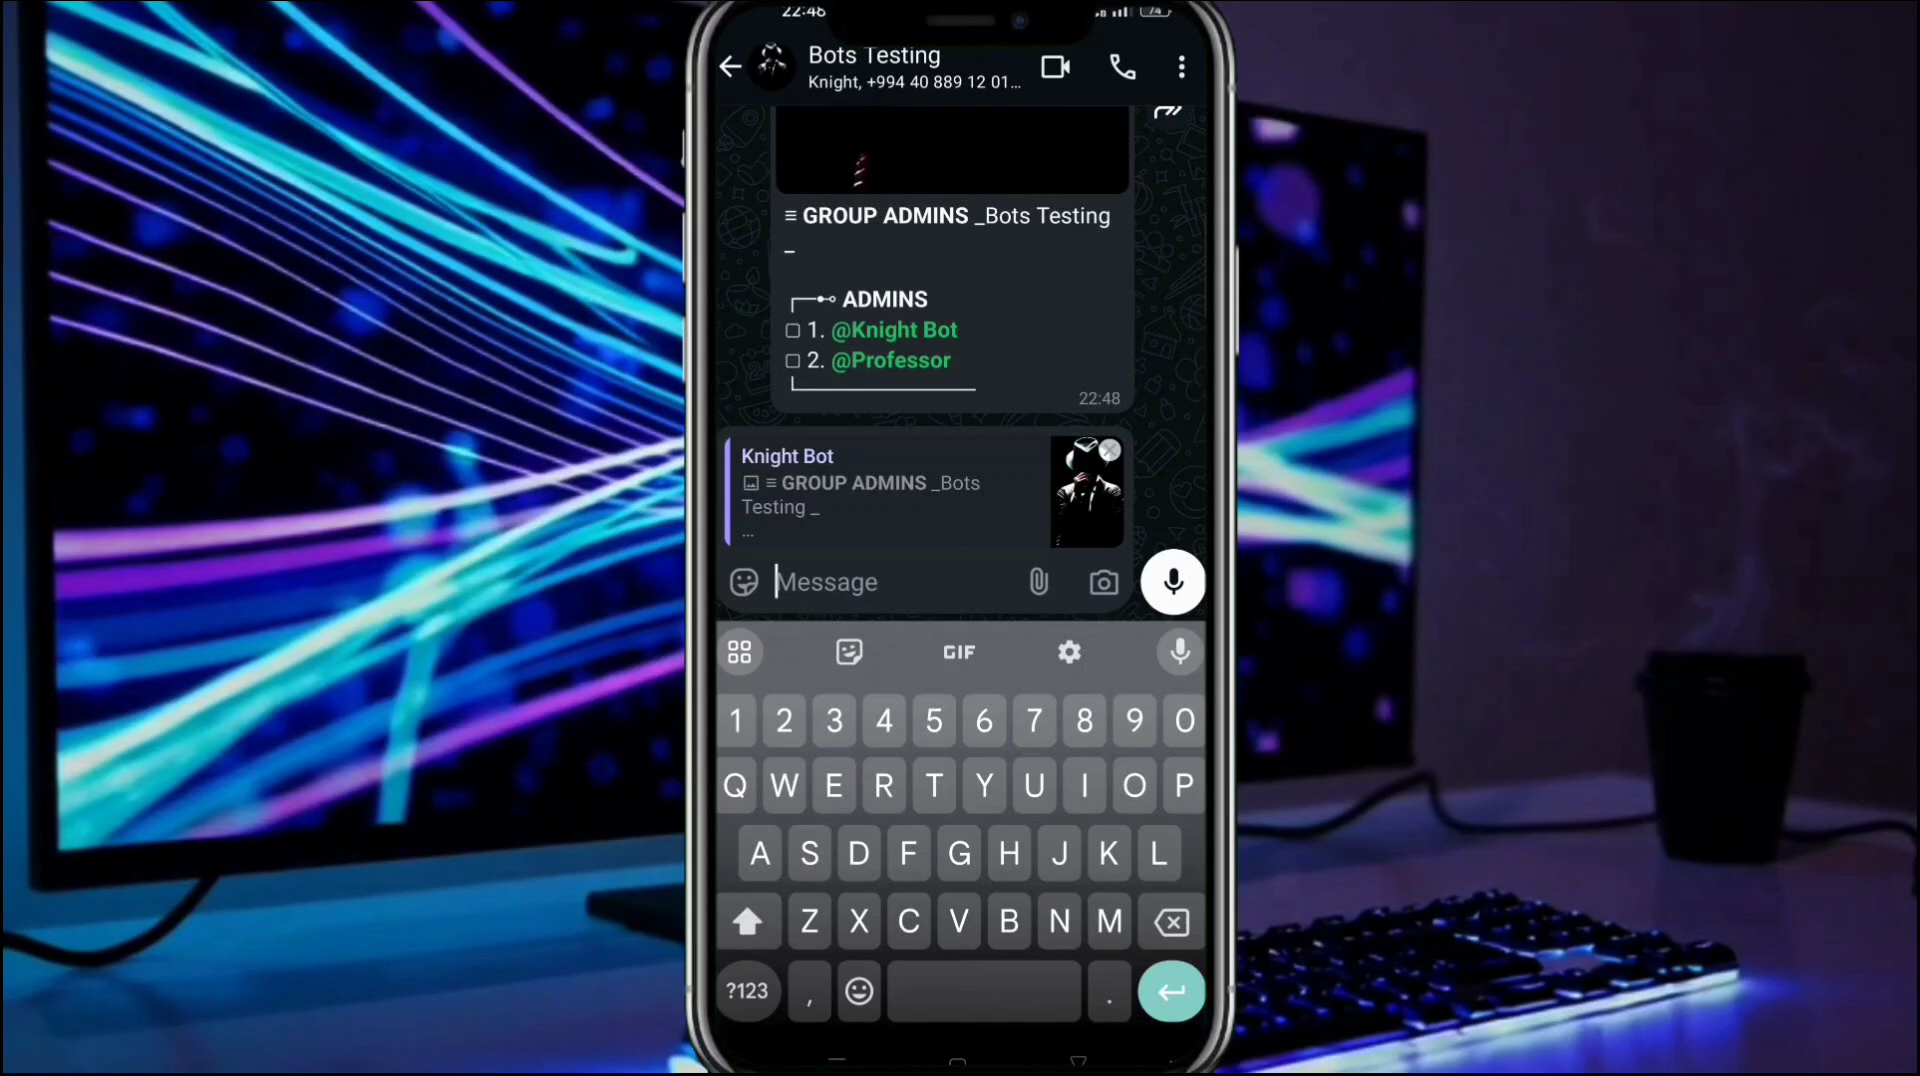 22:48
74
Bots Testing
Knight, +994 40 889 12 01...
≡ GROUP ADMINS _Bots Testing
_
ADMINS
1. @Knight Bot
2. @Professor
22:48
Knight Bot
≡ GROUP ADMINS _Bots
Testing _
...
Message
GIF
1 2 3 4 5 6 7 8 9 0
Q W E R T Y U I O P
A S D F G H J K L
Z X C V B N M
?123 , .